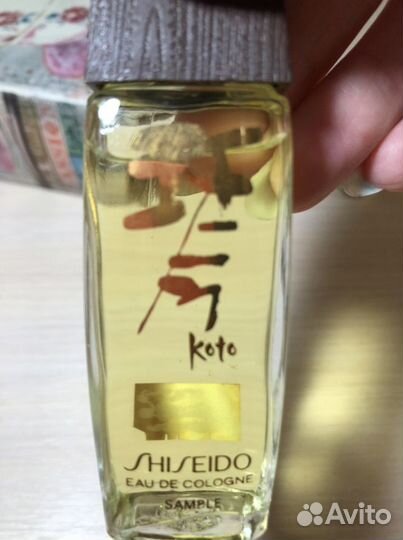 Koto
SHISEIDO
EAU DE COLOGNE
SAMPLE
Avito